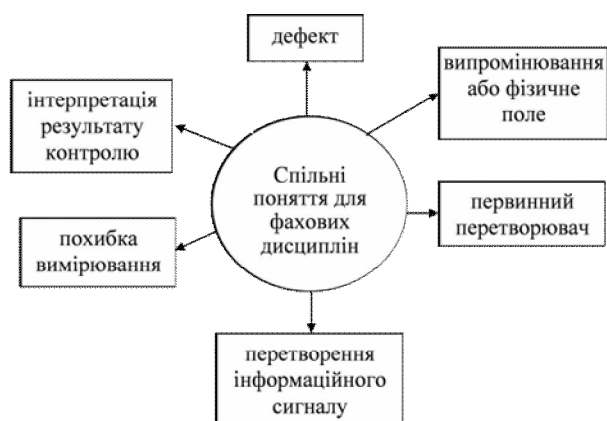 дефект
випромінювання
або фізичне
поле
інтерпретація
результату
контролю
Спільні
поняття для
фахових
дисциплін
первинний
перетворювач
похибка
вимірювання
перетворення
інформаційного
сигналу